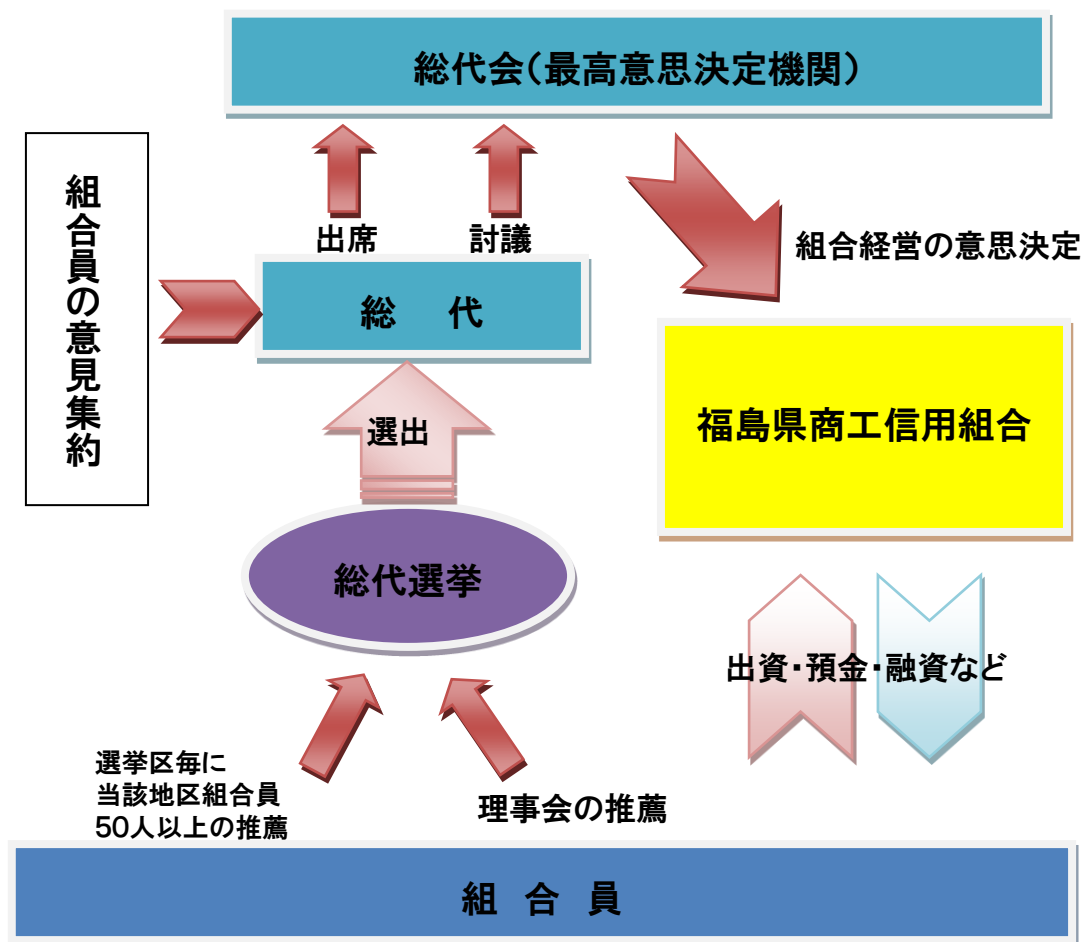 総代会(最高意思決定機関)
組合員の意見集約
出席
討議
組合経営の意思決定
総 代
選出
福島県商工信用組合
総代選挙
出資・預金・融資など
選挙区毎に
当該地区組合員
50人以上の推薦
理事会の推薦
組 合 員